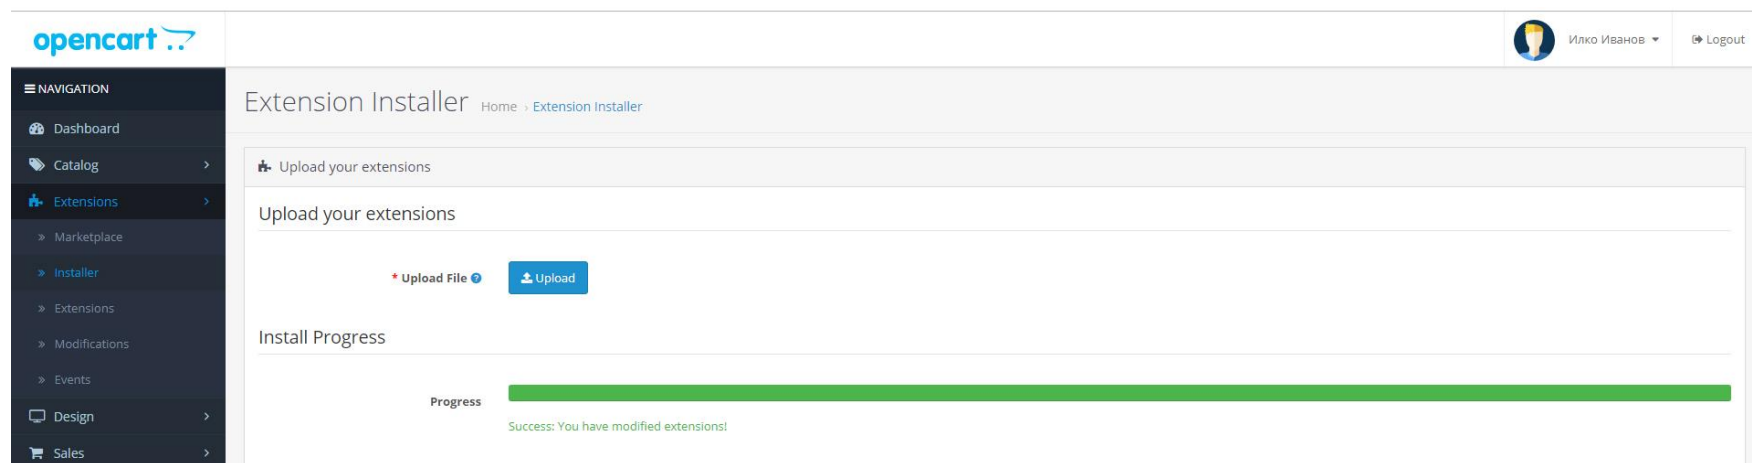 opencart
Илко Иванов
Logout
NAVIGATION
Dashboard
Catalog
Extensions
Marketplace
Installer
Extensions
Modifications
Events
Design
Sales
Extension Installer Home › Extension Installer
Upload your extensions
Upload your extensions
* Upload File ? Upload
Install Progress
Progress
Success: You have modified extensions!